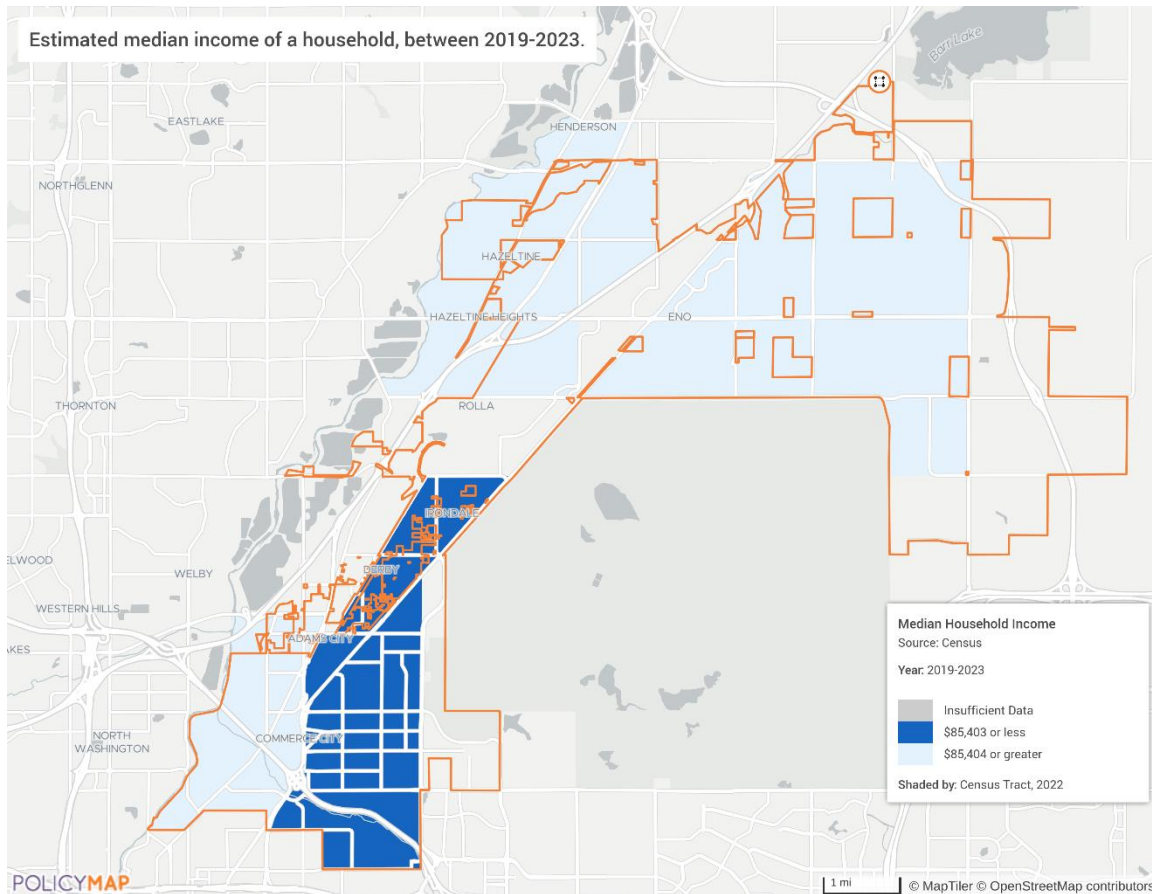 Estimated median income of a household, between 2019-2023.
Barr Lake
EASTLAKE
HENDERSON
NORTHGLENN
HAZELTINE
HAZELTINE HEIGHTS
ENO
THORNTON
ROLLA
IRONDALE
ELWOOD
WELBY
DERBY
WESTERN HILLS
ADAMS CITY
AKES
NORTH
WASHINGTON
COMMERCE CITY
Median Household Income
Source: Census
Year: 2019-2023
Insufficient Data
$85,403 or less
$85,404 or greater
Shaded by: Census Tract, 2022
POLICYMAP
1 mi
© MapTiler © OpenStreetMap contributors